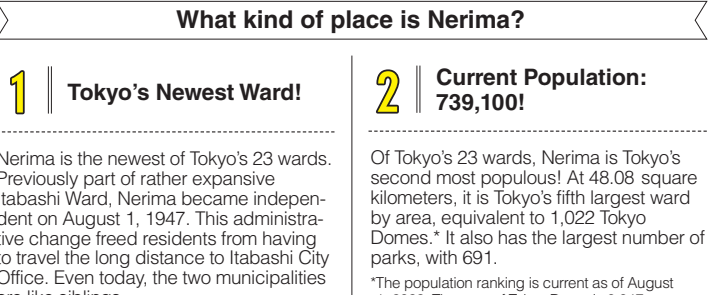 What kind of place is Nerima?
1
Tokyo's Newest Ward!
Nerima is the newest of Tokyo's 23 wards.
Previously part of rather expansive
Itabashi Ward, Nerima became indepen-
dent on August 1, 1947. This administra-
tive change freed residents from having
to travel the long distance to Itabashi City
Office. Even today, the two municipalities
are like siblings
2
Current Population:
739,100!
Of Tokyo's 23 wards, Nerima is Tokyo's
second most populous! At 48.08 square
kilometers, it is Tokyo's fifth largest ward
by area, equivalent to 1,022 Tokyo
Domes.* It also has the largest number of
parks, with 691.
*The population ranking is current as of August